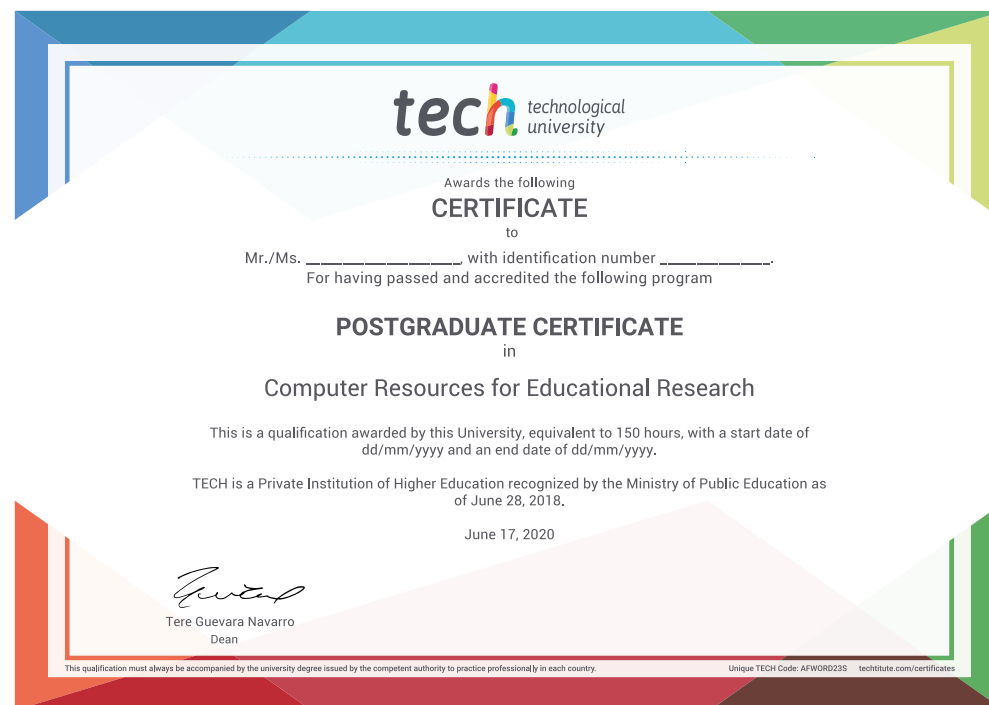 tech technological
university
Awards the following
CERTIFICATE
to
Mr./Ms. ____________________, with identification number ______________.
For having passed and accredited the following program
POSTGRADUATE CERTIFICATE
in
Computer Resources for Educational Research
This is a qualification awarded by this University, equivalent to 150 hours, with a start date of
dd/mm/yyyy and an end date of dd/mm/yyyy.
TECH is a Private Institution of Higher Education recognized by the Ministry of Public Education as
of June 28, 2018.
June 17, 2020
Tere Guevara Navarro
Dean
This qualification must always be accompanied by the university degree issued by the competent authority to practice professionally in each country. Unique TECH Code: AFWORD23S techtitute.com/certificates